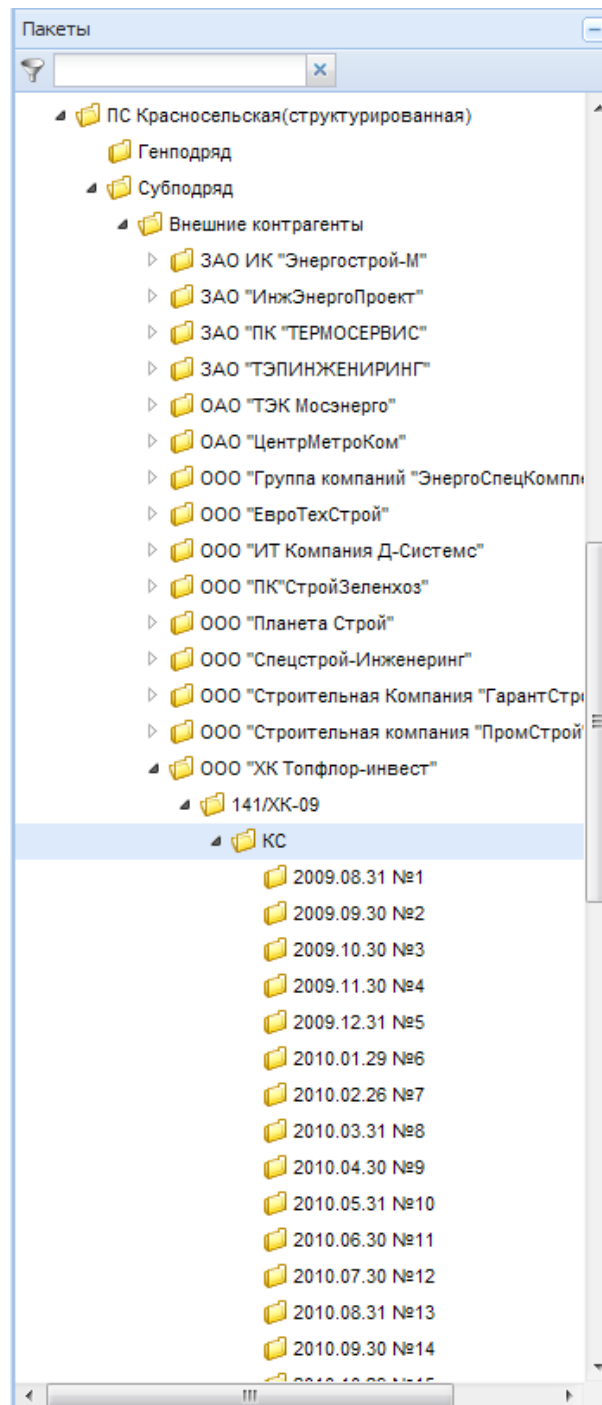 Пакеты
ПС Красносельская(структурированная)
Генподряд
Субподряд
Внешние контрагенты
ЗАО ИК "Энергострой-М"
ЗАО "ИнжЭнергоПроект"
ЗАО "ПК "ТЕРМОСЕРВИС"
ЗАО "ТЭПИНЖЕНИРИНГ"
ОАО "ТЭК Мосэнерго"
ОАО "ЦентрМетроКом"
ООО "Группа компаний "ЭнергоСпецКомпл
ООО "ЕвроТехСтрой"
ООО "ИТ Компания Д-Системс"
ООО "ПК"СтройЗеленхоз"
ООО "Планета Строй"
ООО "Спецстрой-Инженеринг"
ООО "Строительная Компания "ГарантСтр
ООО "Строительная компания "ПромСтрой"
ООО "ХК Топфлор-инвест"
141/ХК-09
КС
2009.08.31 №1
2009.09.30 №2
2009.10.30 №3
2009.11.30 №4
2009.12.31 №5
2010.01.29 №6
2010.02.26 №7
2010.03.31 №8
2010.04.30 №9
2010.05.31 №10
2010.06.30 №11
2010.07.30 №12
2010.08.31 №13
2010.09.30 №14